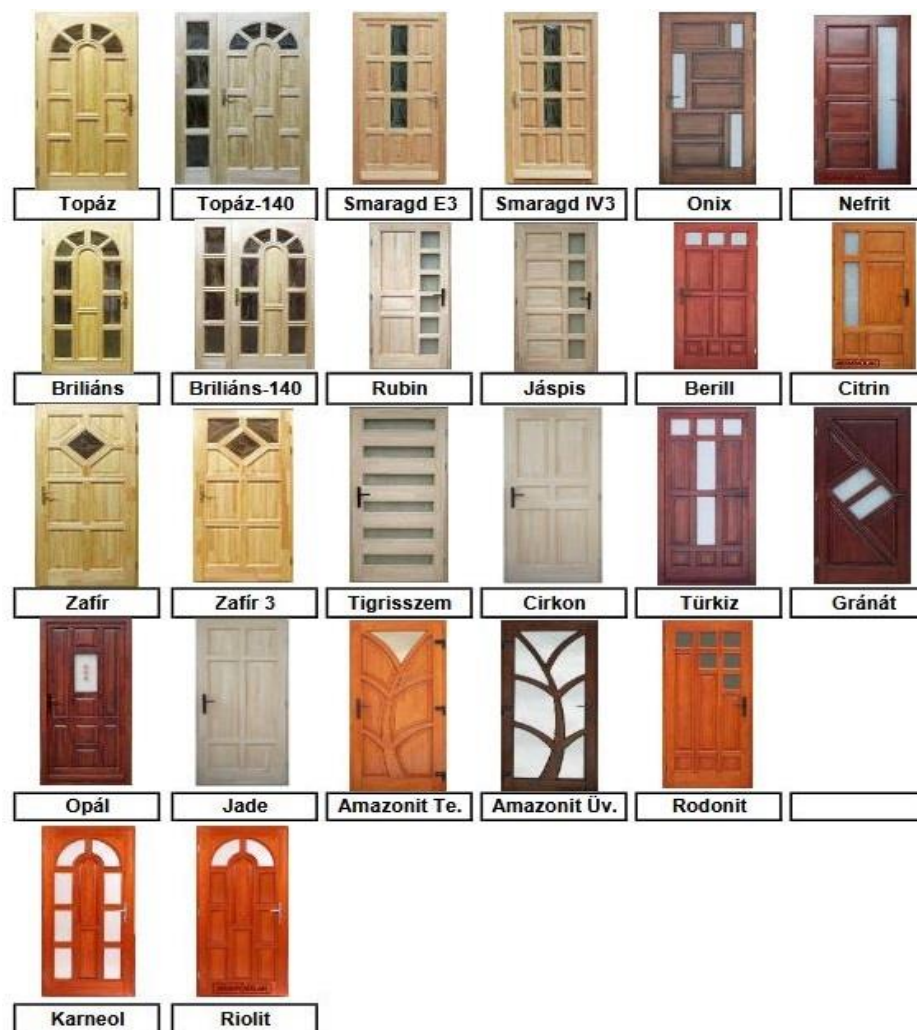 Topáz
Topáz-140
Smaragd E3
Smaragd IV3
Onix
Nefrit
Briliáns
Briliáns-140
Rubin
Jáspis
Berill
Citrin
Zafír
Zafír 3
Tigrisszem
Cirkon
Türkiz
Gránát
Opál
Jade
Amazonit Te.
Amazonit Üv.
Rodonit
Karneol
Riolit